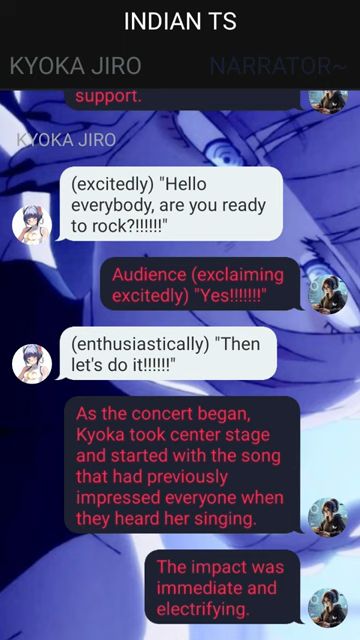 INDIAN TS
KYOKA JIRO
NARRATOR~
support.
KYOKA JIRO
(excitedly) "Hello
everybody, are you ready
to rock?!!!!!!"
Audience (exclaiming
excitedly) "Yes!!!!!!!"
(enthusiastically) "Then
let's do it!!!!!!"
As the concert began,
Kyoka took center stage
and started with the song
that had previously
impressed everyone when
they heard her singing.
The impact was
immediate and
electrifying.